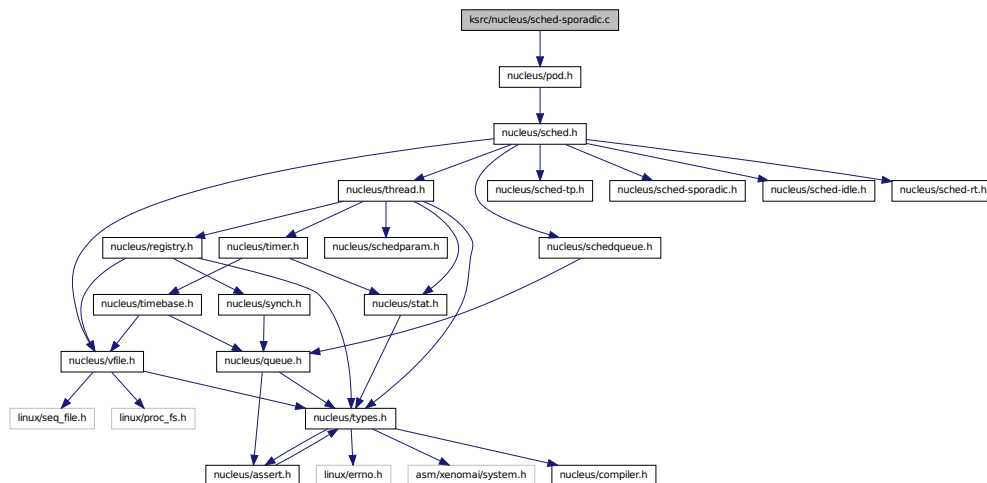 ksrc/nucleus/sched-sporadic.c
nucleus/pod.h
nucleus/sched.h
nucleus/thread.h
nucleus/sched-tp.h
nucleus/sched-sporadic.h
nucleus/sched-idle.h
nucleus/sched-rt.h
nucleus/registry.h
nucleus/timer.h
nucleus/schedparam.h
nucleus/schedqueue.h
nucleus/timebase.h
nucleus/synch.h
nucleus/stat.h
nucleus/vfile.h
nucleus/queue.h
linux/seq_file.h
linux/proc_fs.h
nucleus/types.h
nucleus/assert.h
linux/errno.h
asm/xenomai/system.h
nucleus/compiler.h